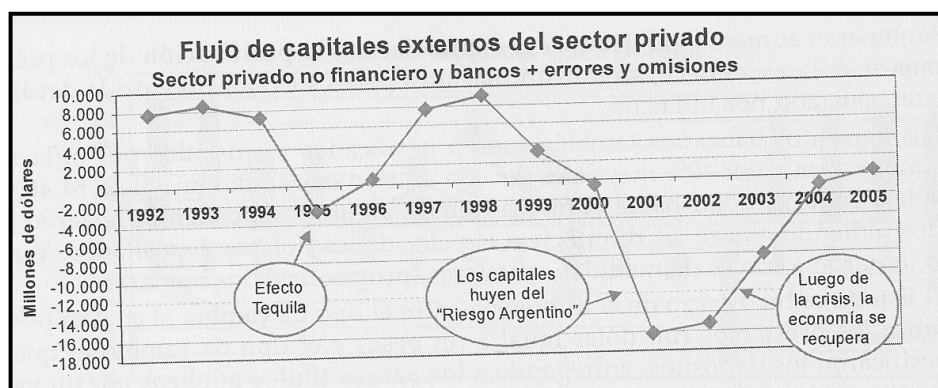 Flujo de capitales externos del sector privado
Sector privado no financiero y bancos + errores y omisiones
Millones de dólares
10.000
8.000
6.000
4.000
2.000
-2.000
-4.000
-6.000
-8.000
-10.000
-12.000
-14.000
-16.000
-18.000
1992 1993 1994 1995 1996 1997 1998 1999 2000 2001 2002 2003 2004 2005
Efecto
Tequila
Los capitales
huyen del
“Riesgo Argentino”
Luego de
la crisis, la
economía se
recupera